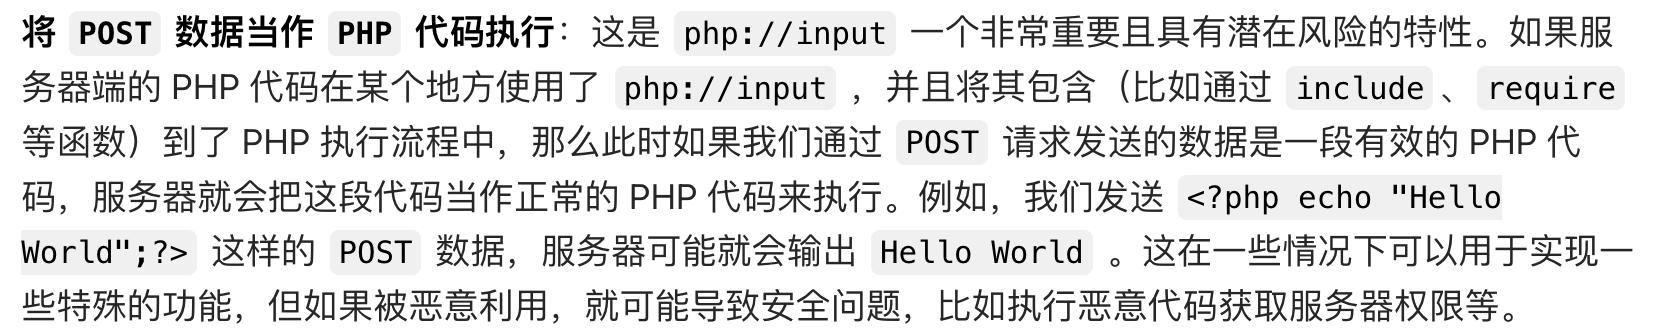 将 POST 数据当作 PHP 代码执行：这是 php://input 一个非常重要且具有潜在风险的特性。如果服
务器端的 PHP 代码在某个地方使用了 php://input ，并且将其包含（比如通过 include 、 require
等函数）到了 PHP 执行流程中，那么此时如果我们通过 POST 请求发送的数据是一段有效的 PHP 代
码，服务器就会把这段代码当作正常的 PHP 代码来执行。例如，我们发送 <?php echo "Hello
World";?> 这样的 POST 数据，服务器可能就会输出 Hello World 。这在一些情况下可以用于实现一
些特殊的功能，但如果被恶意利用，就可能导致安全问题，比如执行恶意代码获取服务器权限等。